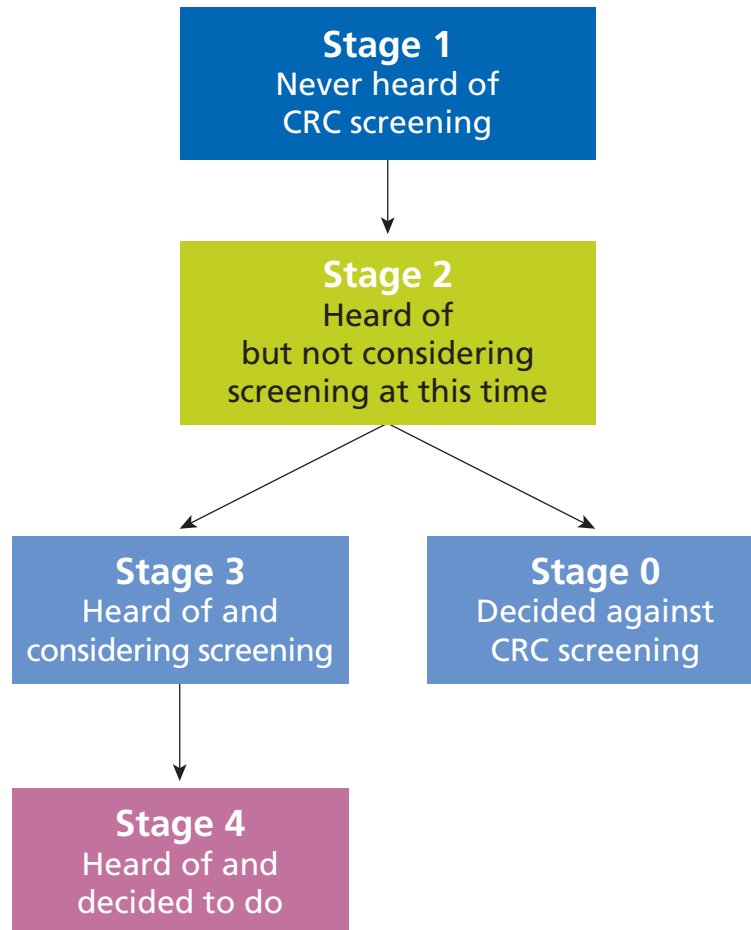 Stage 1
Never heard of
CRC screening
Stage 2
Heard of
but not considering
screening at this time
Stage 3
Heard of and
considering screening
Stage 0
Decided against
CRC screening
Stage 4
Heard of and
decided to do